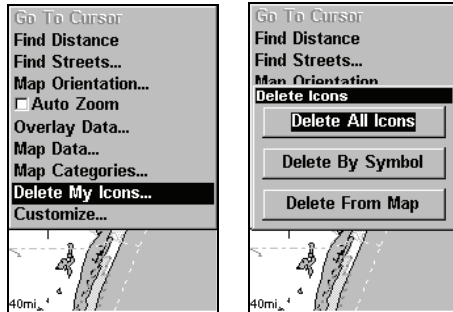 Go To Cursor
Find Distance
Find Streets...
Map Orientation...
Auto Zoom
Overlay Data...
Map Data...
Map Categories...
Delete My Icons...
Customize...
40mi
Go To Cursor
Find Distance
Find Streets...
Map Orientation
Delete Icons
Delete All Icons
Delete By Symbol
Delete From Map
40mi